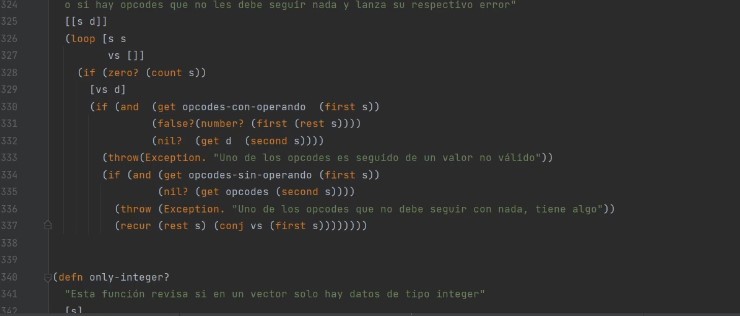 324 o si hay opcodes que no les debe seguir nada y lanza su respectivo error"
325 [[s d]]
326 (loop [s s
327 vs []]
328 (if (zero? (count s))
329 [vs d]
330 (if (and (get opcodes-con-operando (first s))
331 (false?(number? (first (rest s))))
332 (nil? (get d (second s))))
333 (throw(Exception. "Uno de los opcodes es seguido de un valor no válido"))
334 (if (and (get opcodes-sin-operando (first s))
335 (nil? (get opcodes (second s))))
336 (throw (Exception. "Uno de los opcodes que no debe seguir con nada, tiene algo"))
337 (recur (rest s) (conj vs (first s))))))))
338
339
340 (defn only-integer?
341 "Esta función revisa si en un vector solo hay datos de tipo integer"
342 [s]